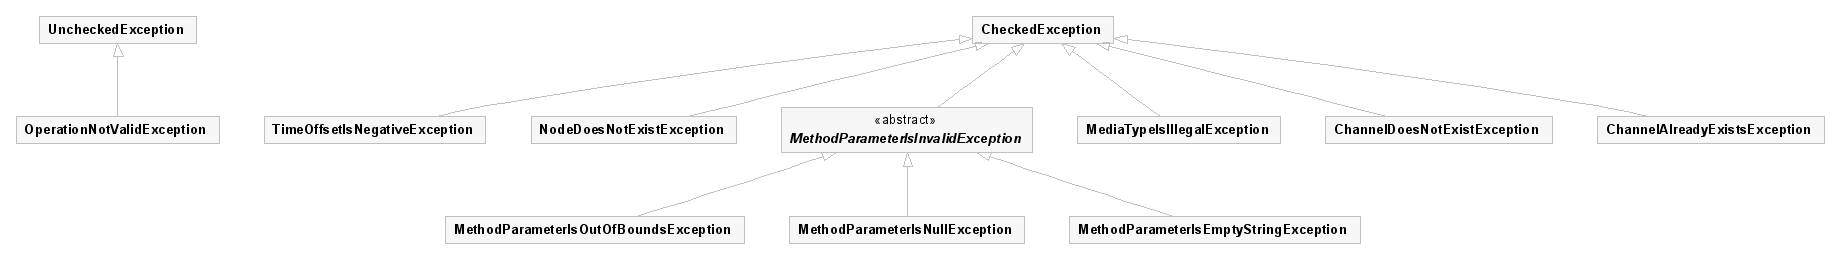 UncheckedException
CheckedException
OperationNotValidException
TimeOffsetIsNegativeException
NodeDoesNotExistException
«abstract»
MethodParameterIsInvalidException
MediaTypeIsIllegalException
ChannelDoesNotExistException
ChannelAlreadyExistsException
MethodParameterIsOutOfBoundsException
MethodParameterIsNullException
MethodParameterIsEmptyStringException